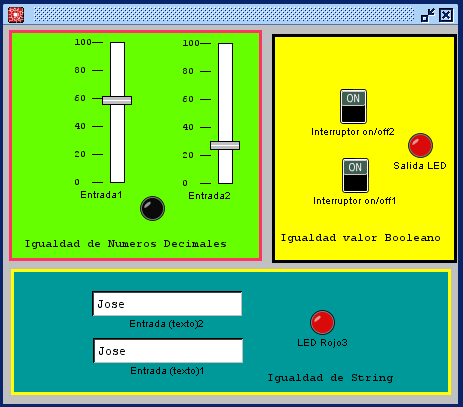 100
80
60
40
20
0
Entrada1
100
80
60
40
20
0
Entrada2
Igualdad de Numeros Decimales
ON
Interruptor on/off2
Salida LED
ON
Interruptor on/off1
Igualdad valor Booleano
Jose
Entrada (texto)2
LED Rojo3
Jose
Entrada (texto)1
Igualdad de String